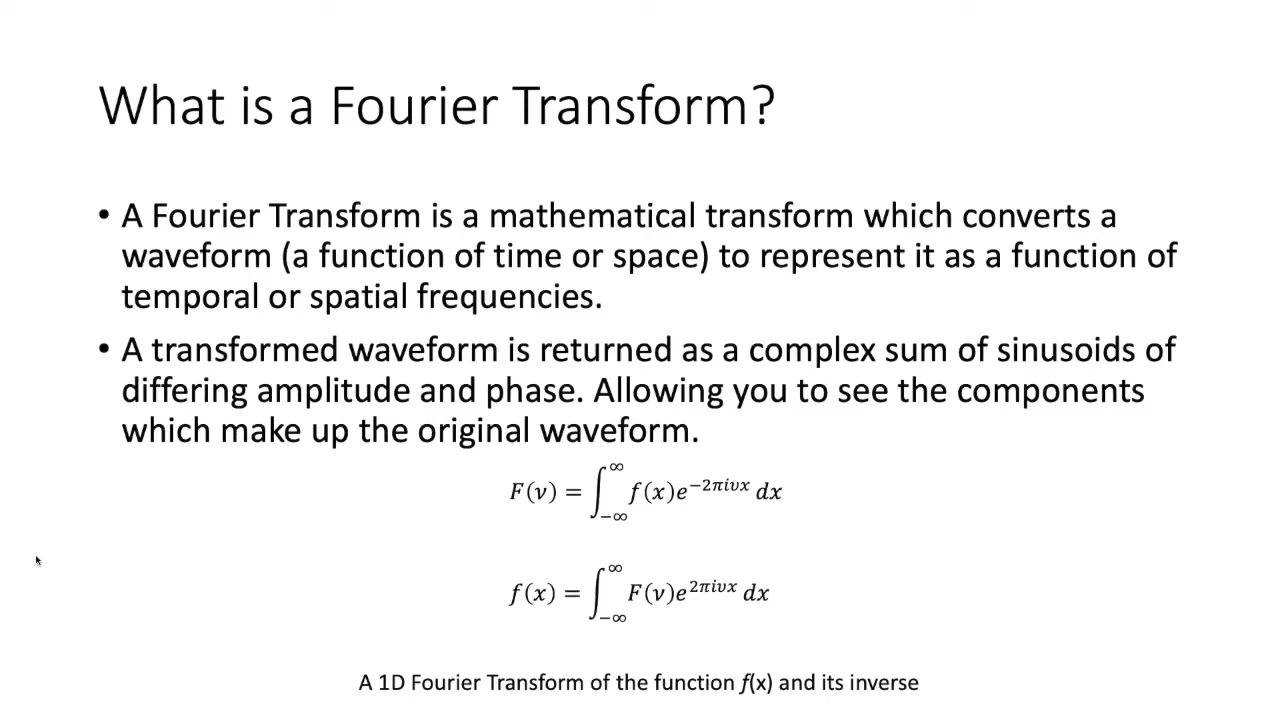 What is a Fourier Transform?
• A Fourier Transform is a mathematical transform which converts a
waveform (a function of time or space) to represent it as a function of
temporal or spatial frequencies.
• A transformed waveform is returned as a complex sum of sinusoids of
differing amplitude and phase. Allowing you to see the components
which make up the original waveform.
F(ν) = ∫_{−∞}^{∞} f(x)e^{−2πiυx} dx
f(x) = ∫_{−∞}^{∞} F(ν)e^{2πiυx} dx
A 1D Fourier Transform of the function f(x) and its inverse